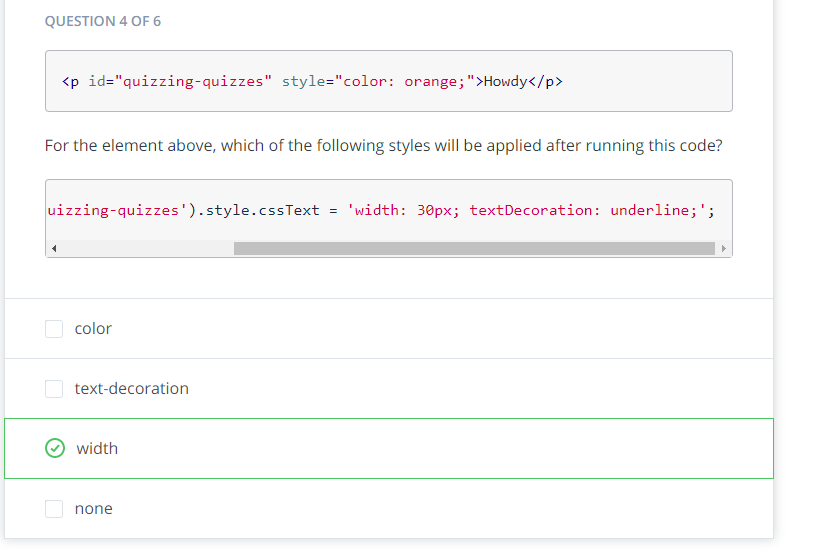 QUESTION 4 OF 6
<p id="quizzing-quizzes" style="color: orange;">Howdy</p>
For the element above, which of the following styles will be applied after running this code?
uizzing-quizzes').style.cssText = 'width: 30px; textDecoration: underline;';
color
text-decoration
width
none